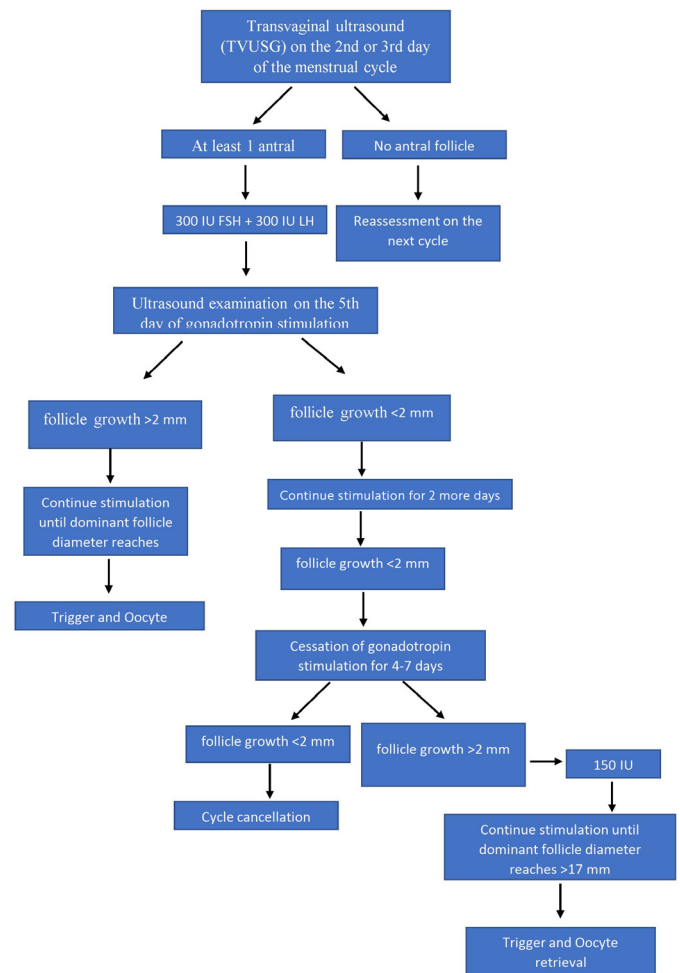 Transvaginal ultrasound
(TVUSG) on the 2nd or 3rd day
of the menstrual cycle
At least 1 antral
No antral follicle
300 IU FSH + 300 IU LH
Reassessment on the
next cycle
Ultrasound examination on the 5th
day of gonadotropin stimulation
follicle growth >2 mm
follicle growth <2 mm
Continue stimulation
until dominant follicle
diameter reaches
Continue stimulation for 2 more days
follicle growth <2 mm
Trigger and Oocyte
Cessation of gonadotropin
stimulation for 4-7 days
follicle growth <2 mm
follicle growth >2 mm
150 IU
Cycle cancellation
Continue stimulation until
dominant follicle diameter
reaches >17 mm
Trigger and Oocyte
retrieval